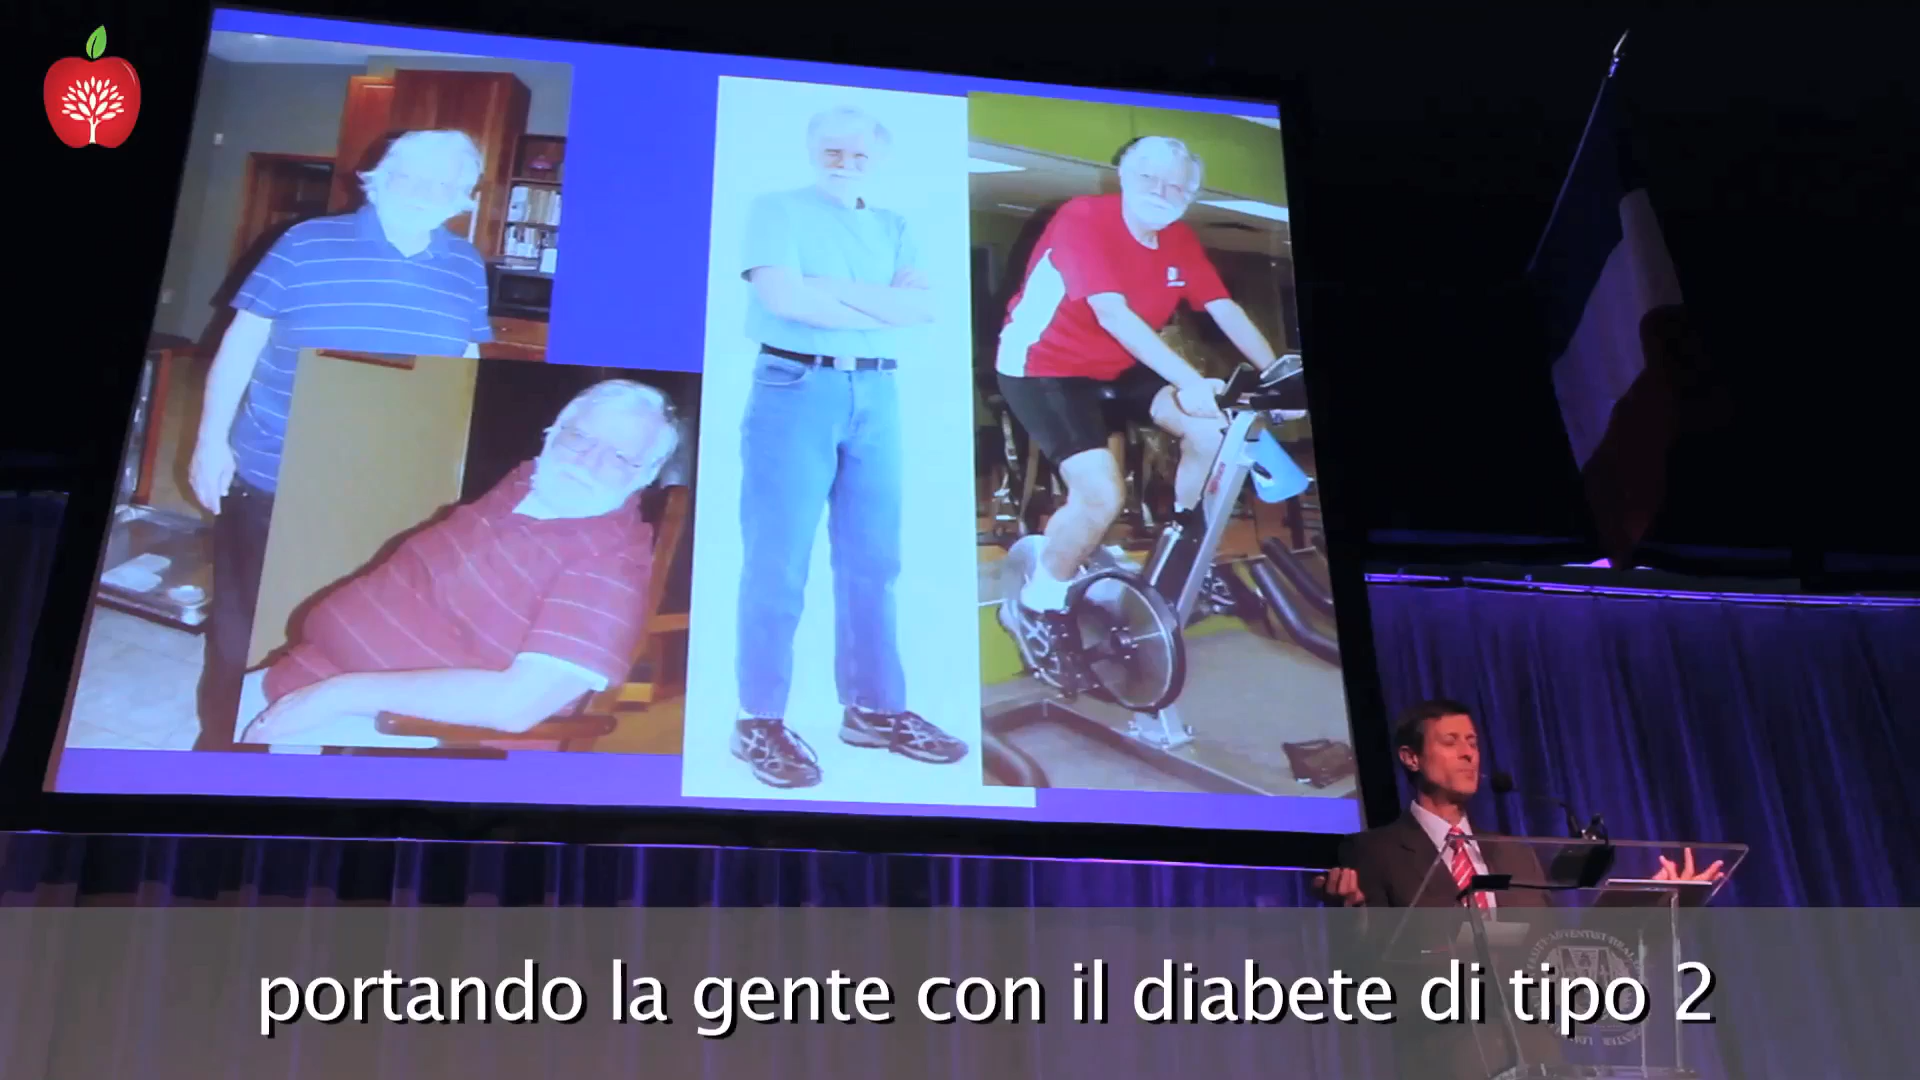 portando la gente con il diabete di tipo 2